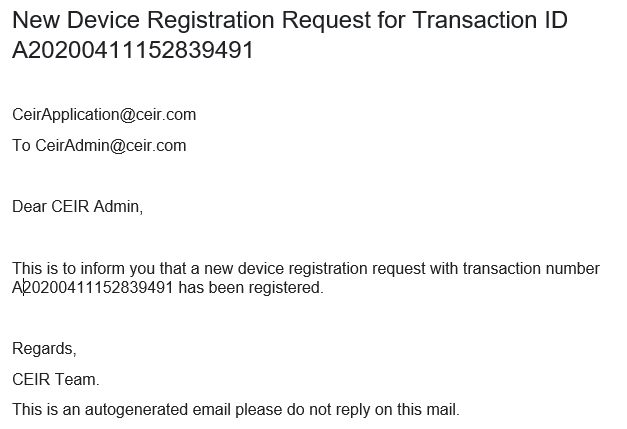 New Device Registration Request for Transaction ID
A20200411152839491
CeirApplication@ceir.com
To CeirAdmin@ceir.com
Dear CEIR Admin,
This is to inform you that a new device registration request with transaction number
A20200411152839491 has been registered.
Regards,
CEIR Team.
This is an autogenerated email please do not reply on this mail.